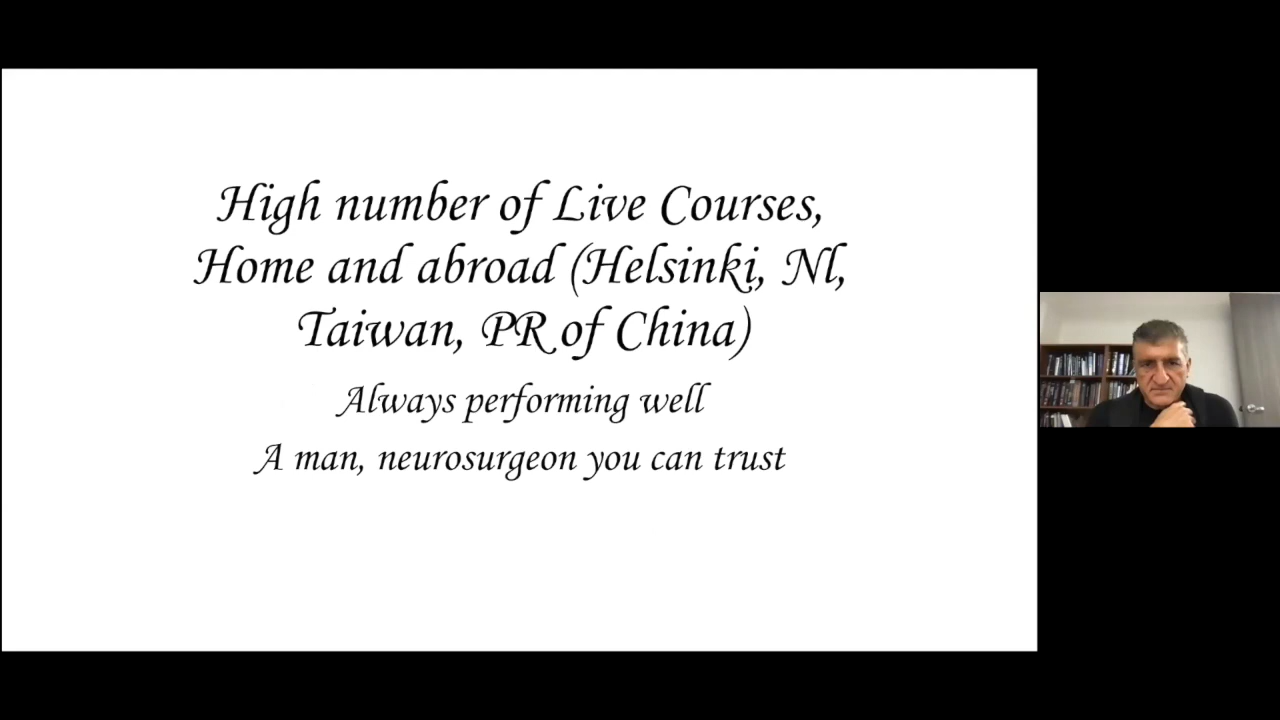 High number of Live Courses,
Home and abroad (Helsinki, Nl,
Taiwan, PR of China)
Always performing well
A man, neurosurgeon you can trust